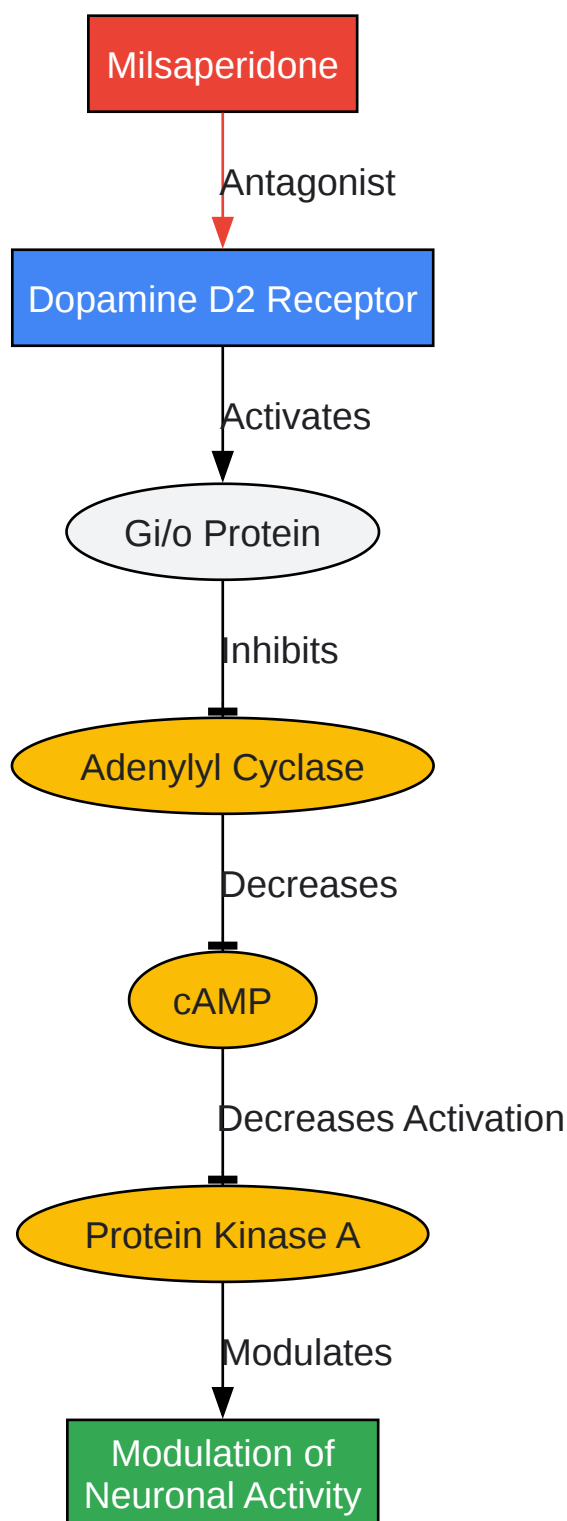 Milsaperidone
Antagonist
Dopamine D2 Receptor
Activates
Gi/o Protein
Inhibits
Adenylyl Cyclase
Decreases
cAMP
Decreases Activation
Protein Kinase A
Modulates
Modulation of
Neuronal Activity